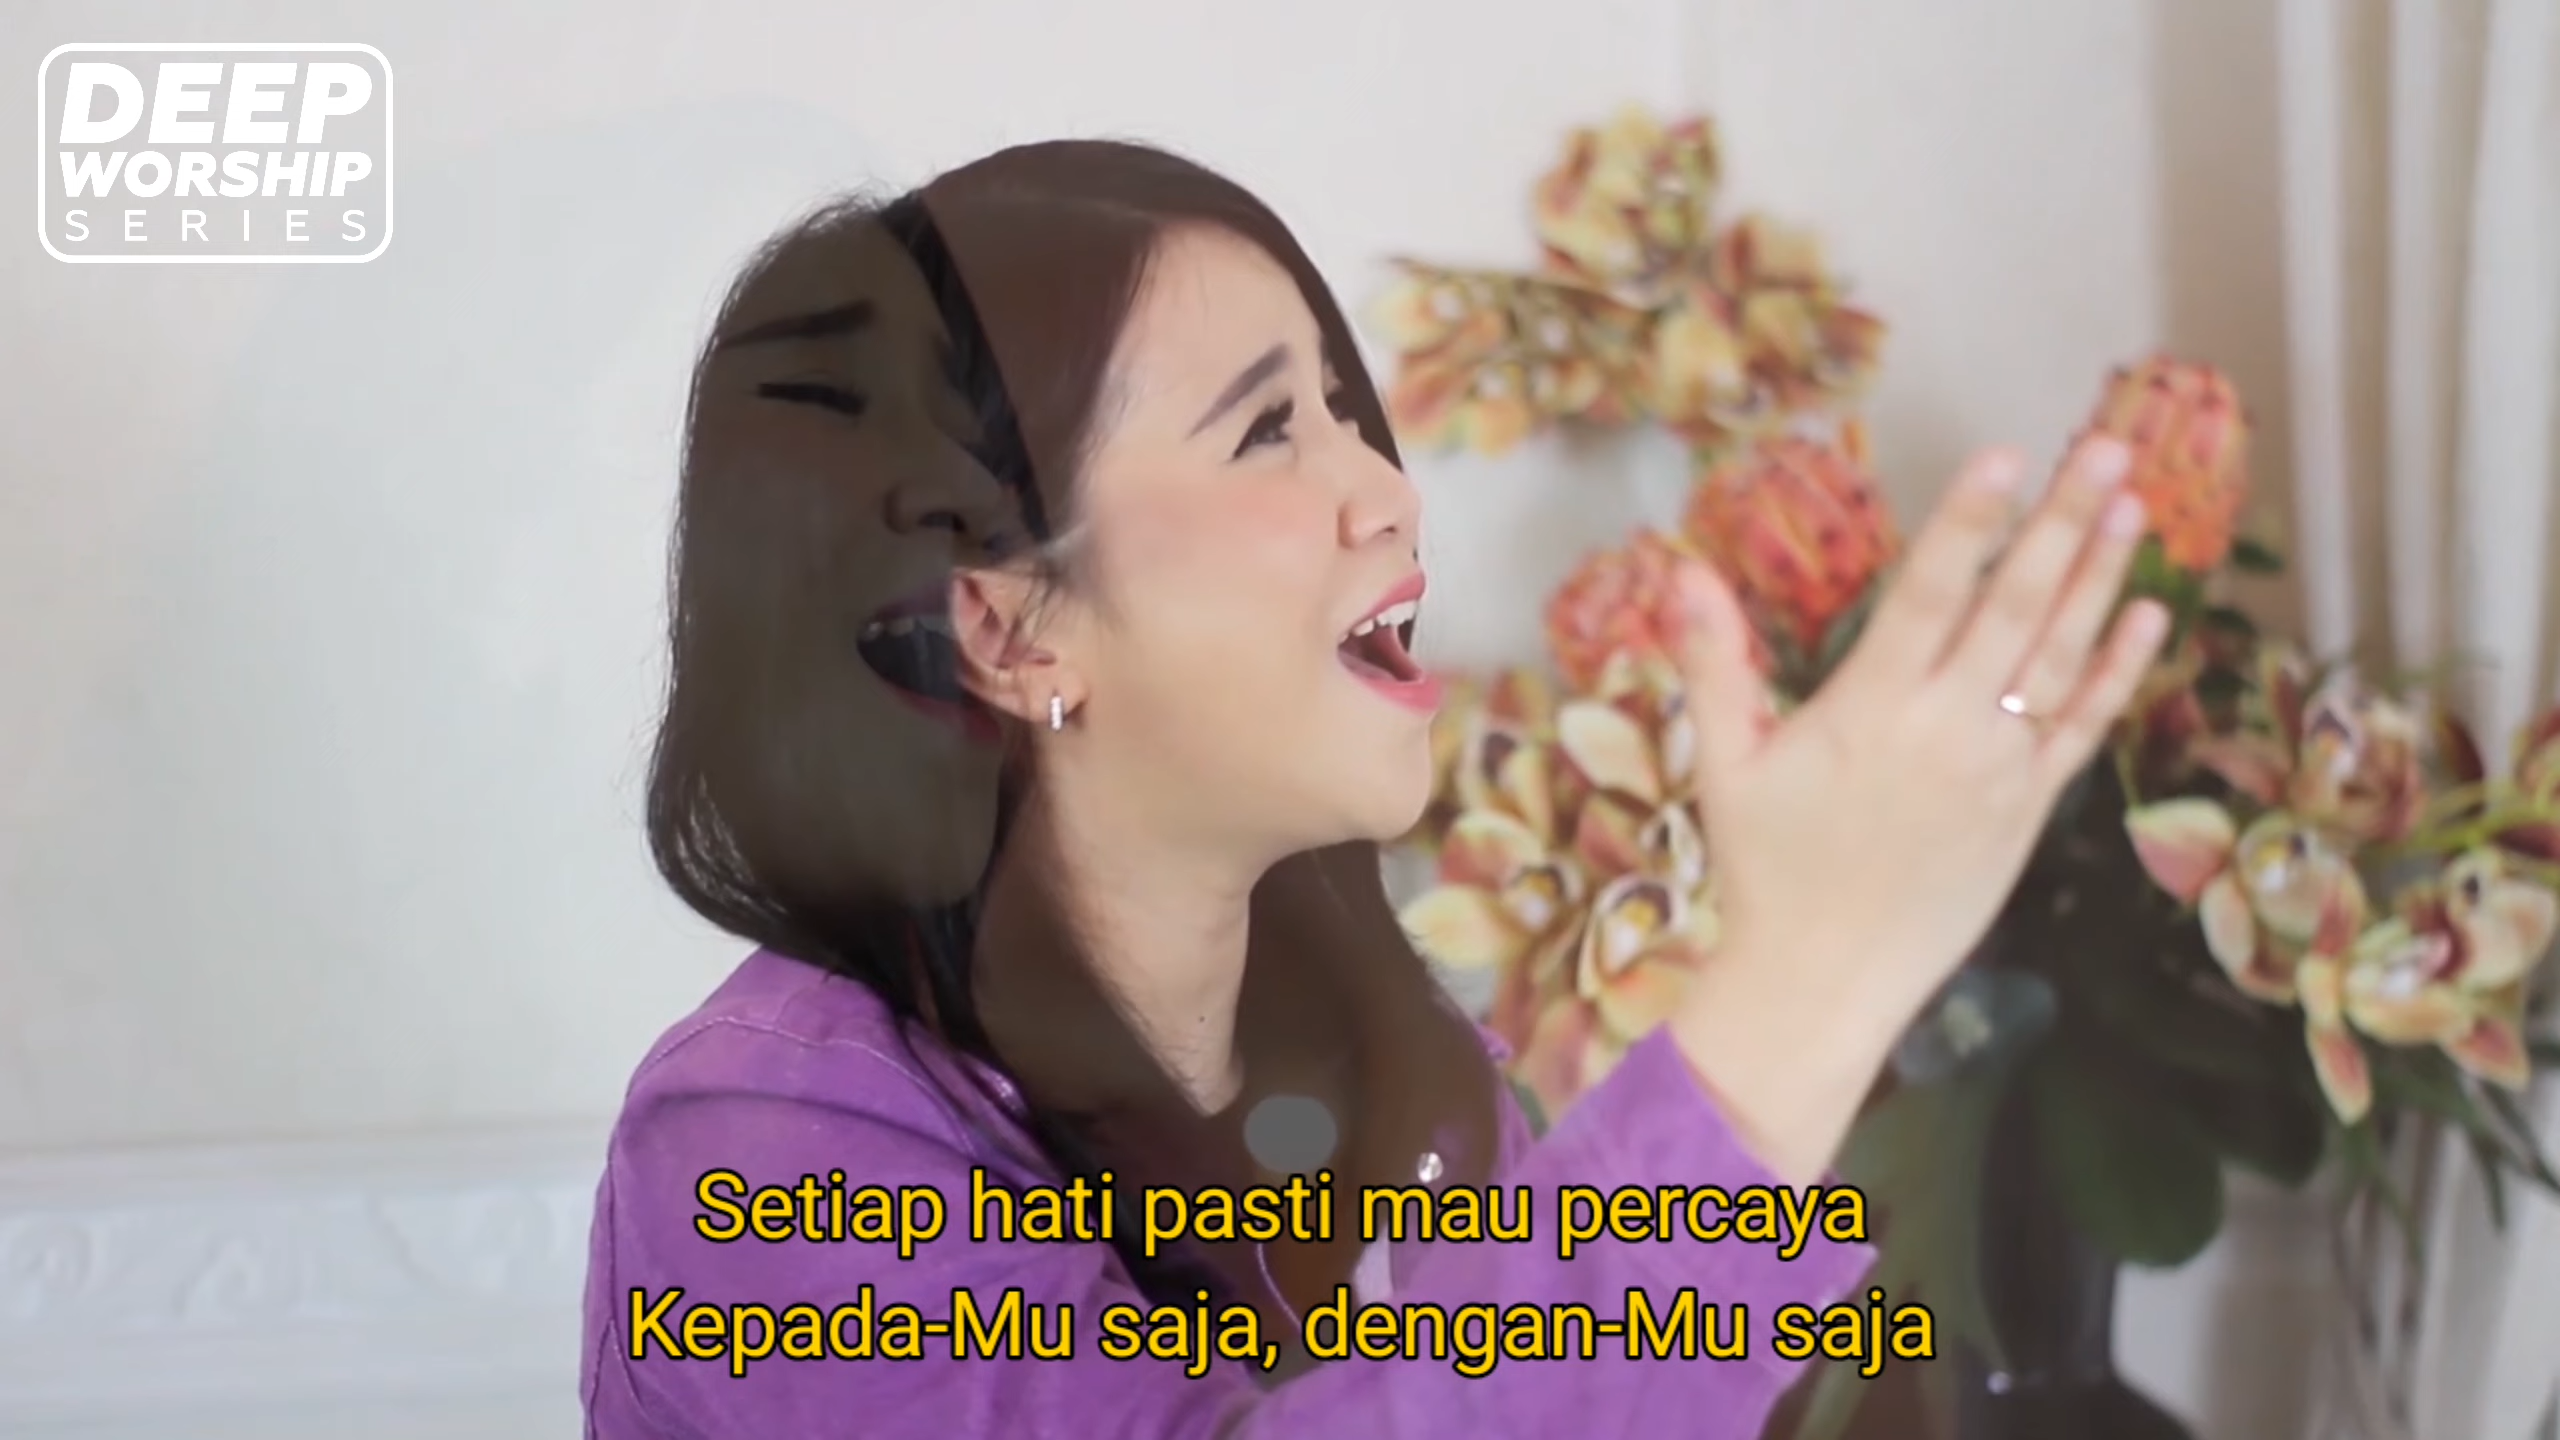 DEEP
WORSHIP
SERIES
Setiap hati pasti mau percaya
Kepada-Mu saja, dengan-Mu saja